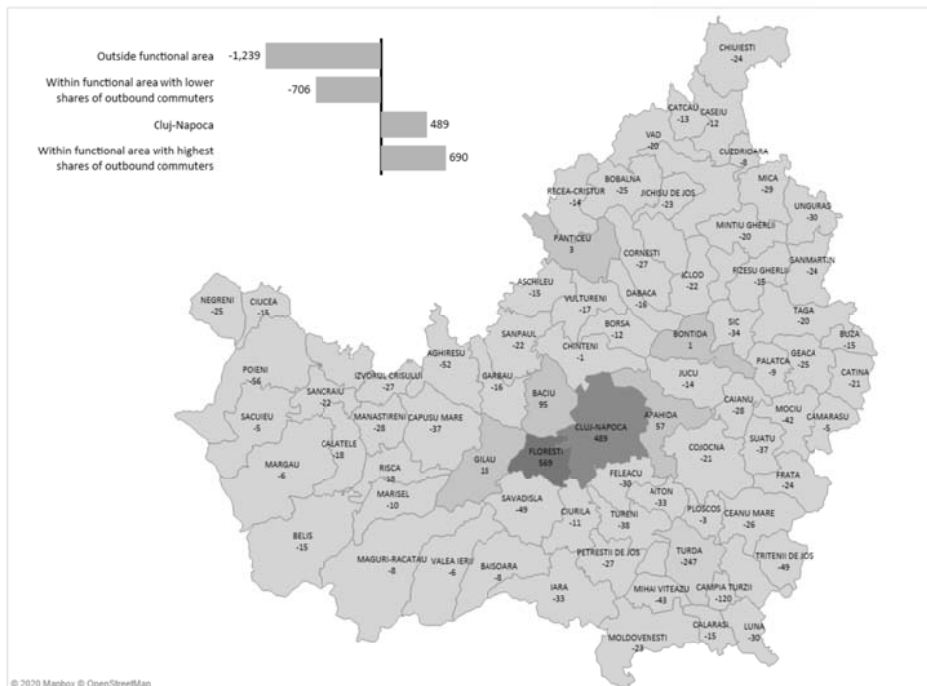 Outside functional area
-1,239
Within functional area with lower
shares of outbound commuters
-706
Cluj-Napoca
489
Within functional area with highest
shares of outbound commuters
690
CHIUIESTI
-24
CATCAU
-13
CASEIU
-12
VAD
-20
CUZDRIOARA
-8
BOBALNA
-25
RECEA-CRISTUR
-14
JICHISU DE JOS
-23
MICA
-29
UNGURAS
-30
MINTIU GHERLII
-20
PANTICEU
3
CORNESTI
-27
ICLOD
-22
FIZESU GHERLII
-15
SANMARTIN
-24
ASCHILEU
-15
VULTURENI
-17
DABACA
-16
NEGRENI
-25
CIUCEA
-15
SIC
-34
TAGA
-20
BUZA
-15
SANPAUL
-22
BORSA
-12
BONTIDA
1
CHINTENI
-1
AGHIRESU
-52
GEACA
-25
PALATCA
-9
CATINA
-21
POIENI
-56
IZVORUL CRISULUI
-27
GARBAU
-16
JUCU
-14
SANCRAIU
-22
BACIU
95
CAIANU
-28
MOCIU
-42
CAMARASU
-5
SACUIEU
-5
MANASTIRENI
-28
CAPUSU MARE
-37
APAHIDA
57
CLUJ-NAPOCA
489
CALATELE
-18
SUATU
-37
COJOCNA
-21
FLORESTI
569
GILAU
MARGAU
-6
RISCA
FELEACU
-30
FRATA
-24
MARISEL
-10
AITON
-33
SAVADISLA
-49
PLOSCOS
-3
CIURILA
-11
TURENI
-38
CEANU MARE
-26
BELIS
-15
MAGURI-RACATAU
-8
VALEA IERII
-6
BAISOARA
-8
PETRESTII DE JOS
-27
TURDA
-247
TRITENII DE JOS
-49
IARA
-33
MIHAI VITEAZU
-43
CAMPIA TURZII
-120
MOLDOVENESTI
-23
CALARASI
-15
LUNA
-30
© 2020 Mapbox © OpenStreetMap